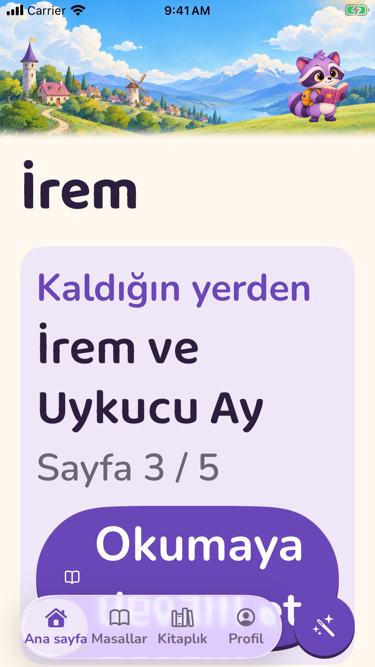 Carrier
9:41 AM
İrem
Kaldığın yerden
İrem ve
Uykucu Ay
Sayfa 3 / 5
Okumaya
Ana sayfa
Masallar
Kitaplık
Profil